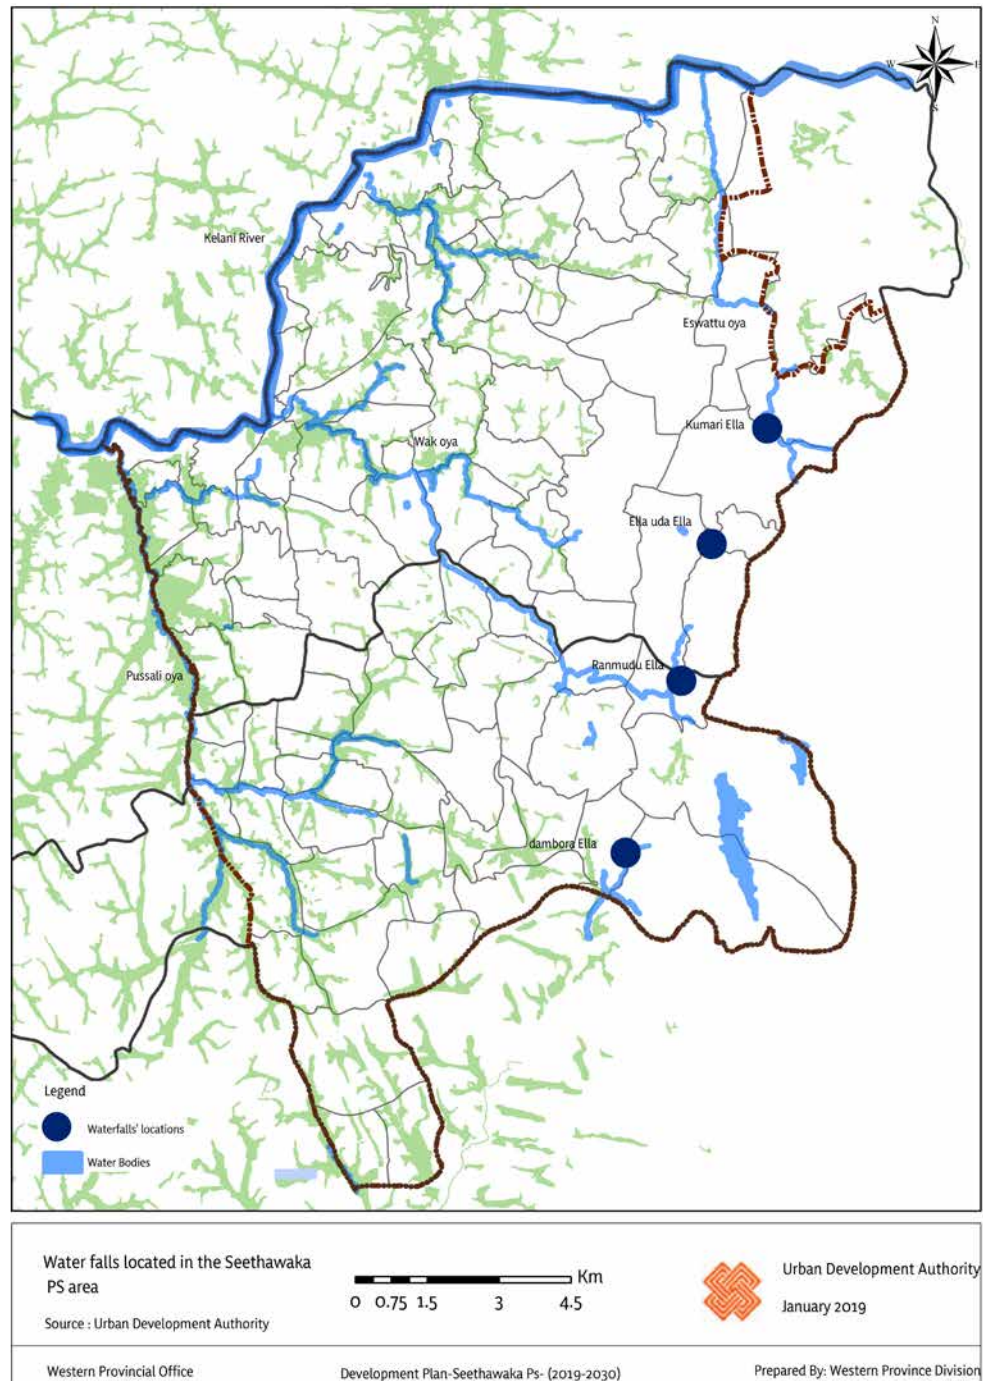 N
W
E
S
Kelani River
Eswattu oya
Kumari Ella
Wak oya
Ella uda Ella
Ranmudu Ella
Pussali oya
dambora Ella
Legend
Waterfalls' locations
Water Bodies
Water falls located in the Seethawaka
PS area
Source : Urban Development Authority
Km
0 0.75 1.5 3 4.5
Urban Development Authority
January 2019
Western Provincial Office
Development Plan-Seethawaka Ps- (2019-2030)
Prepared By: Western Province Division